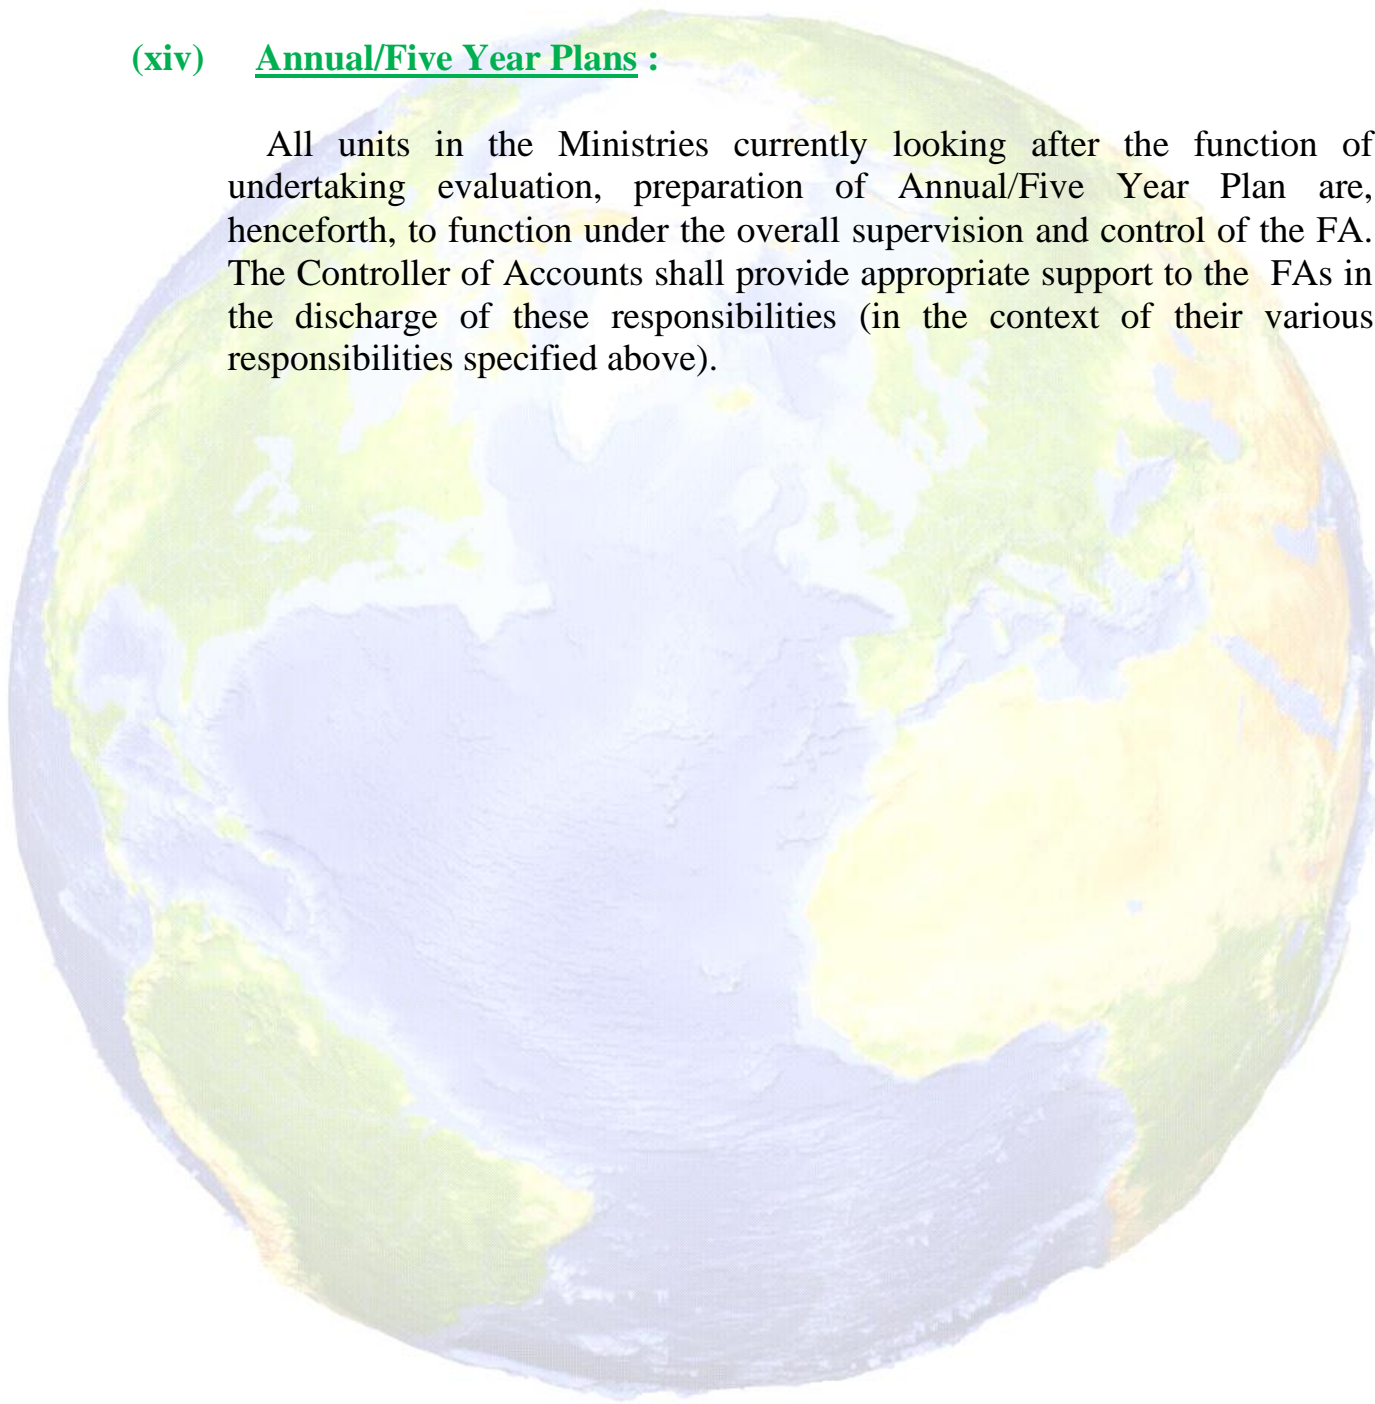 (xiv) Annual/Five Year Plans :
All units in the Ministries currently looking after the function of
undertaking evaluation, preparation of Annual/Five Year Plan are,
henceforth, to function under the overall supervision and control of the FA.
The Controller of Accounts shall provide appropriate support to the FAs in
the discharge of these responsibilities (in the context of their various
responsibilities specified above).